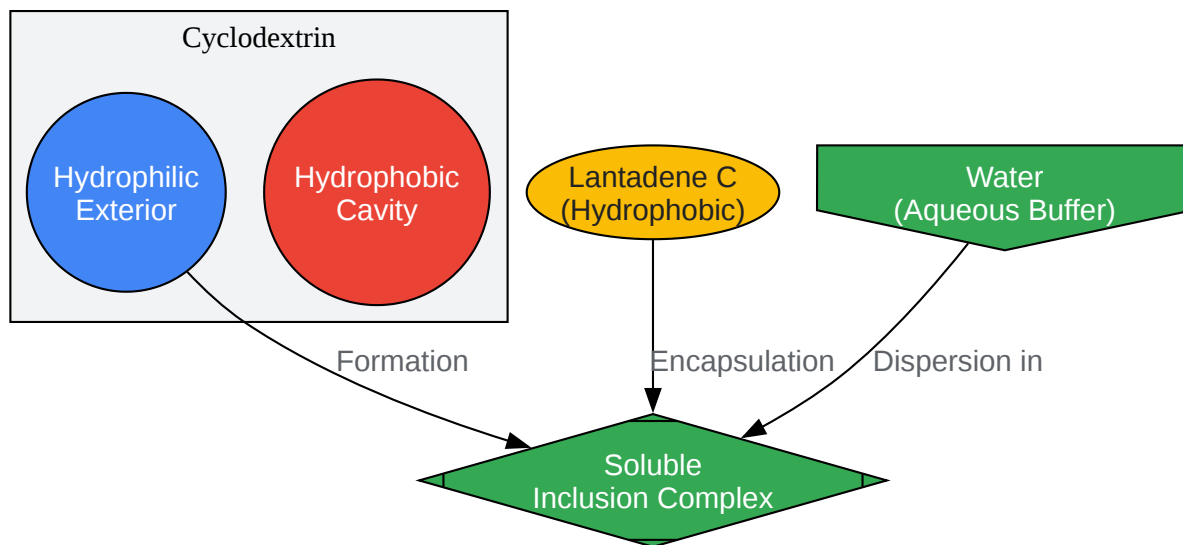 Cyclodextrin
Hydrophilic
Exterior
Hydrophobic
Cavity
Lantadene C
(Hydrophobic)
Water
(Aqueous Buffer)
Formation
Encapsulation
Dispersion in
Soluble
Inclusion Complex